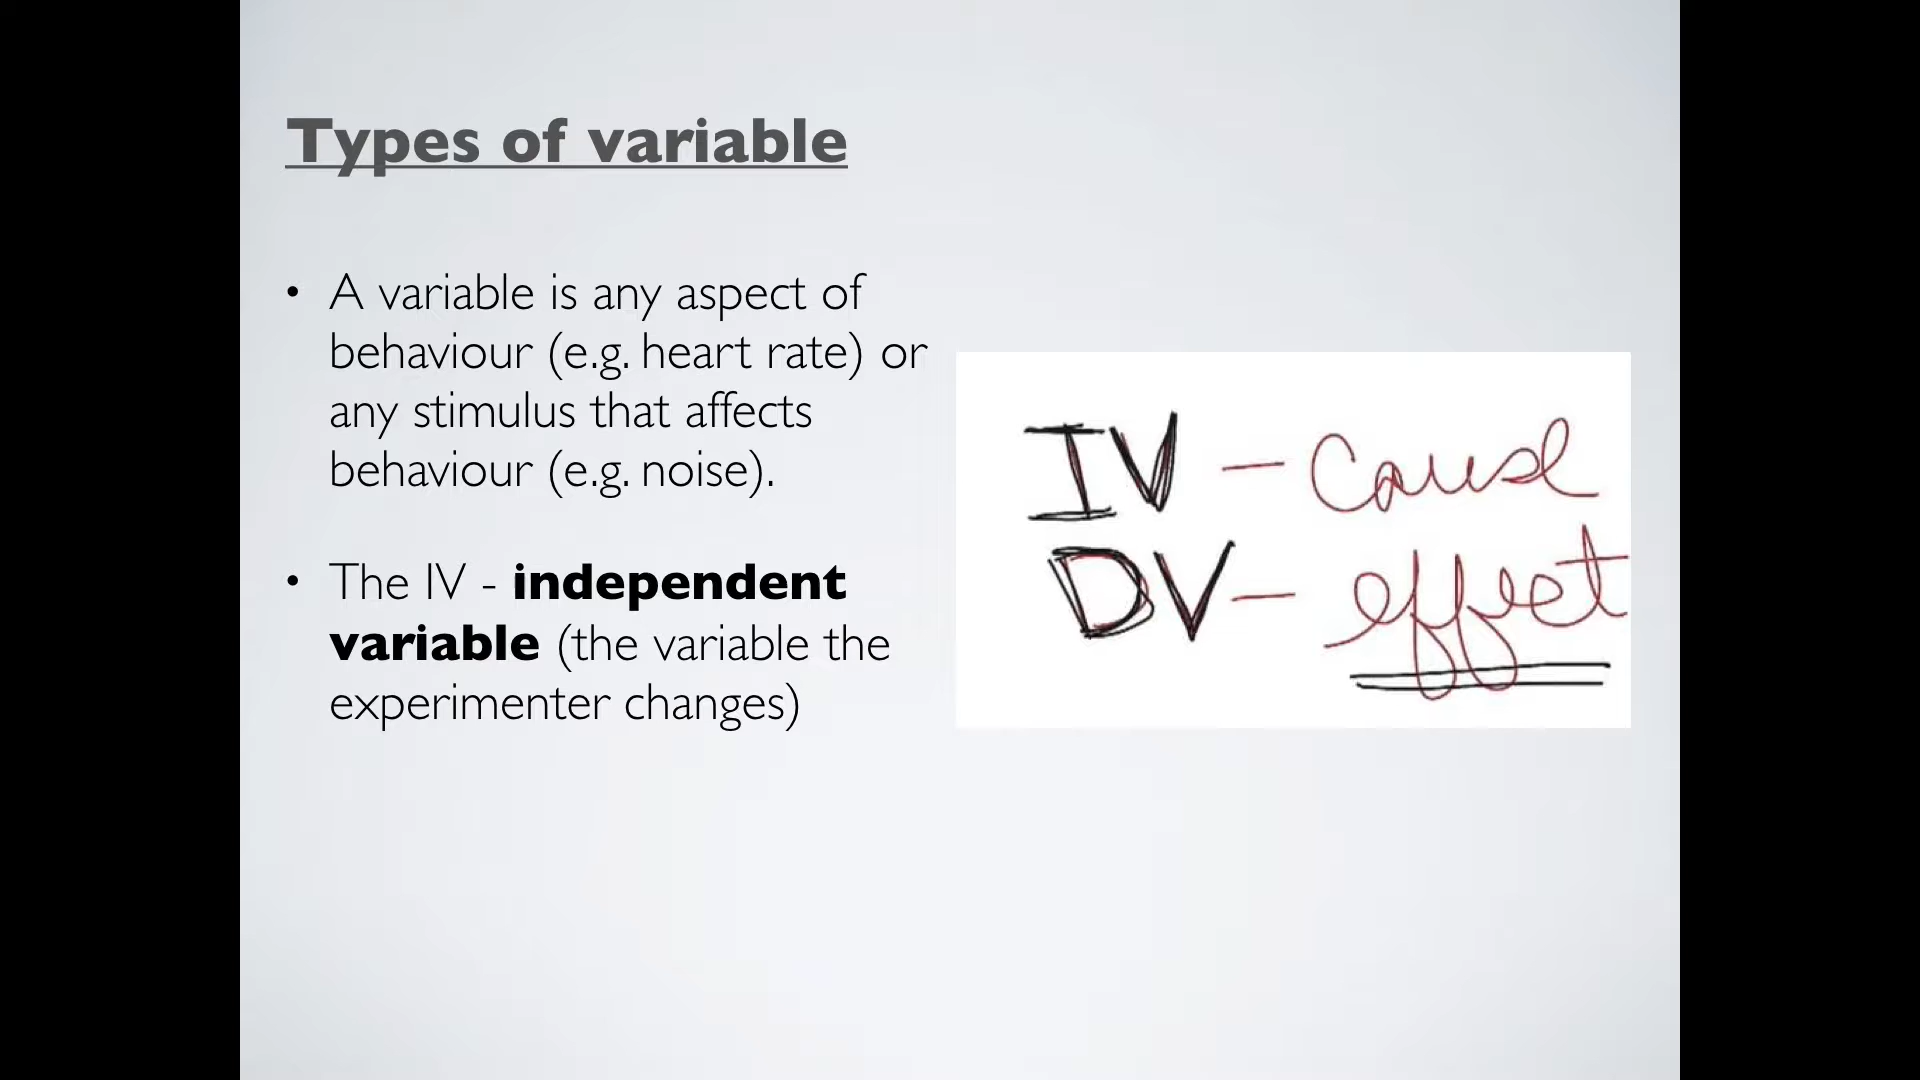 Types of variable
• A variable is any aspect of
behaviour (e.g. heart rate) or
any stimulus that affects
behaviour (e.g. noise).
• The IV - independent
variable (the variable the
experimenter changes)
IV - cause
DV - effect